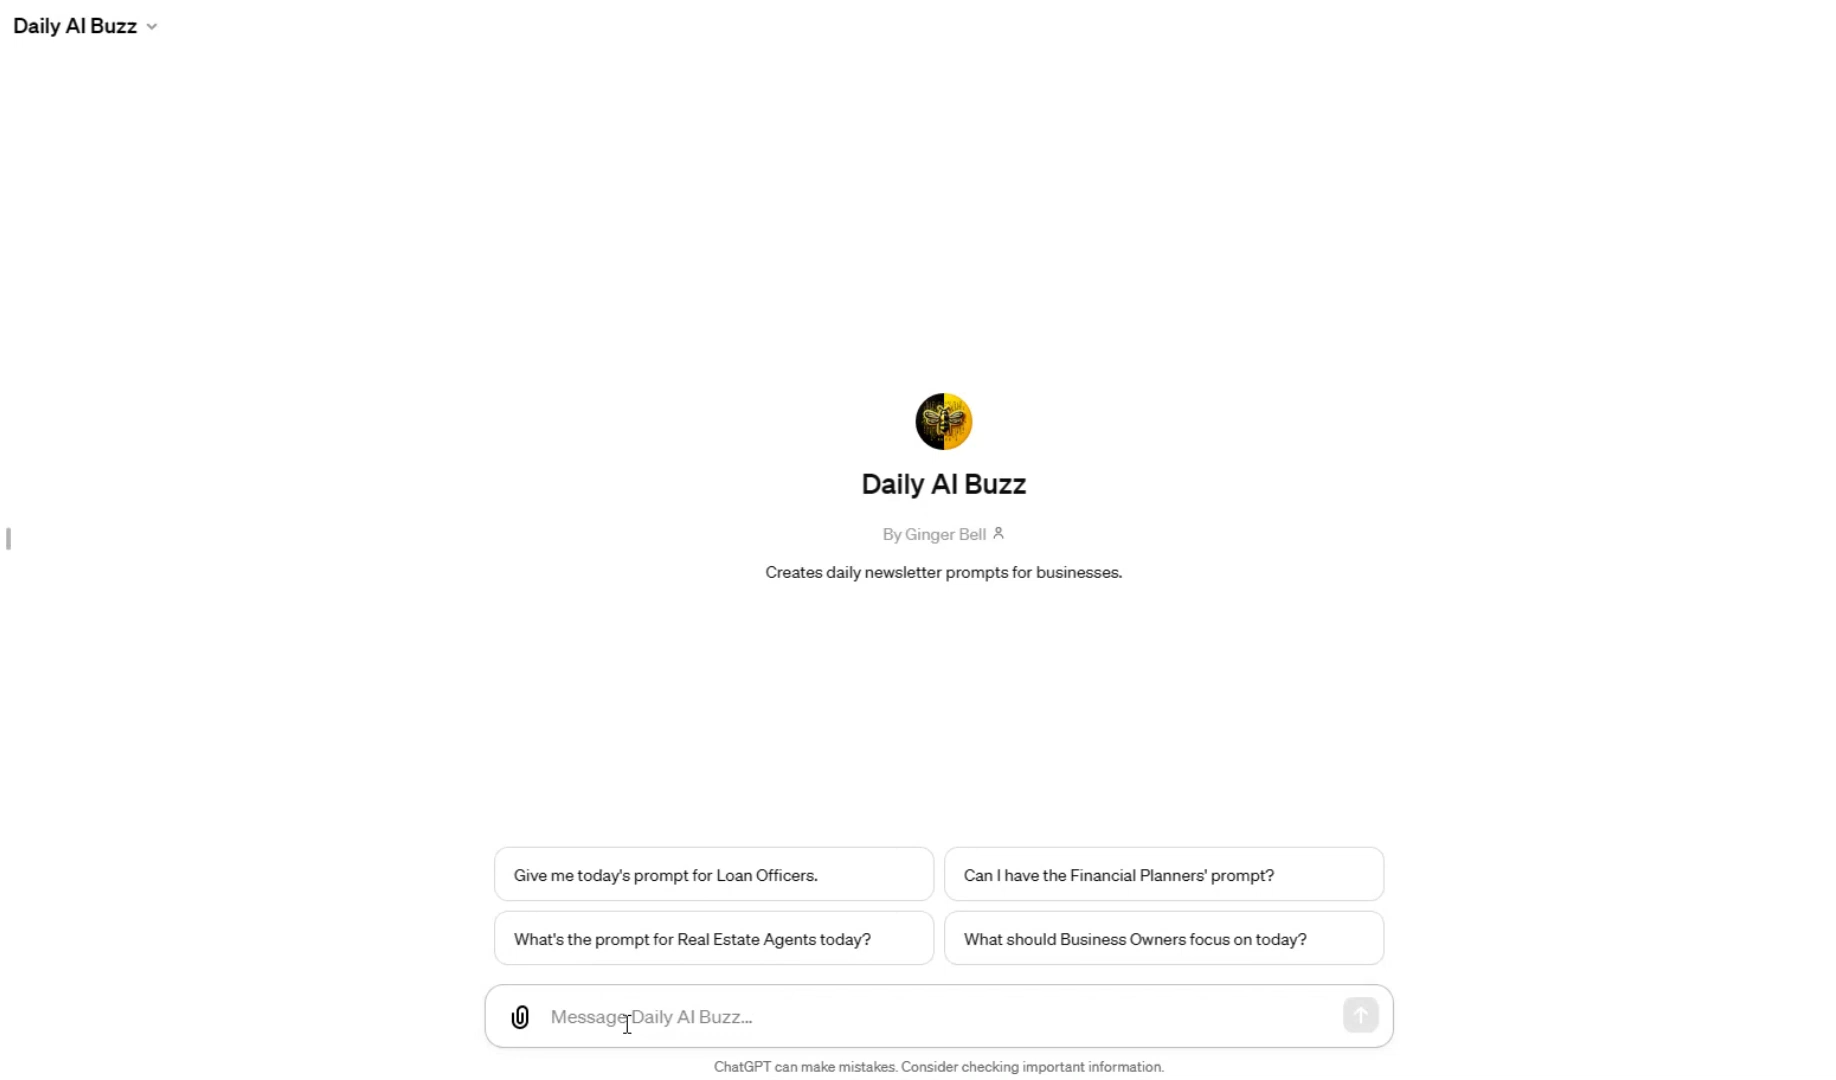 Daily AI Buzz
Daily AI Buzz
By Ginger Bell
Creates daily newsletter prompts for businesses.
Give me today's prompt for Loan Officers.
Can I have the Financial Planners' prompt?
What's the prompt for Real Estate Agents today?
What should Business Owners focus on today?
Message Daily AI Buzz...
ChatGPT can make mistakes. Consider checking important information.